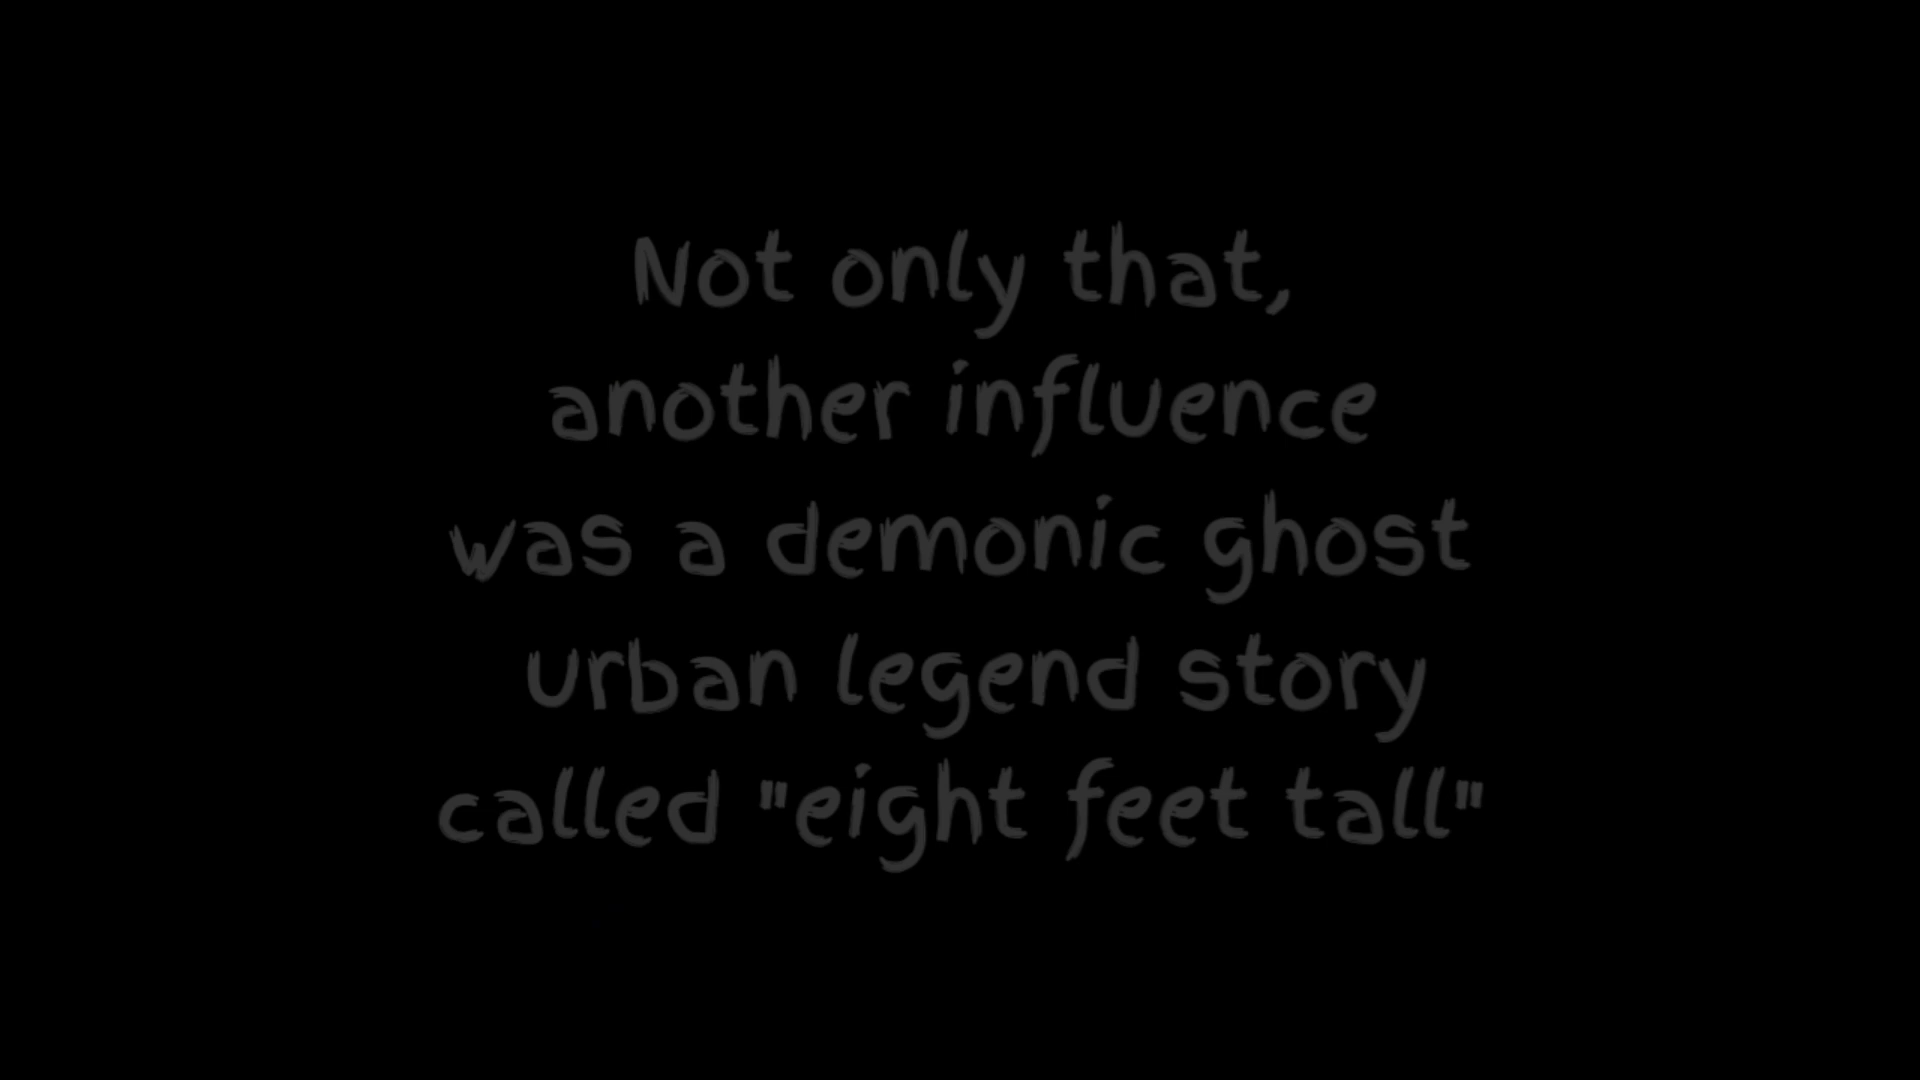 Not only that,
another influence
was a demonic ghost
urban legend story
called "eight feet tall"